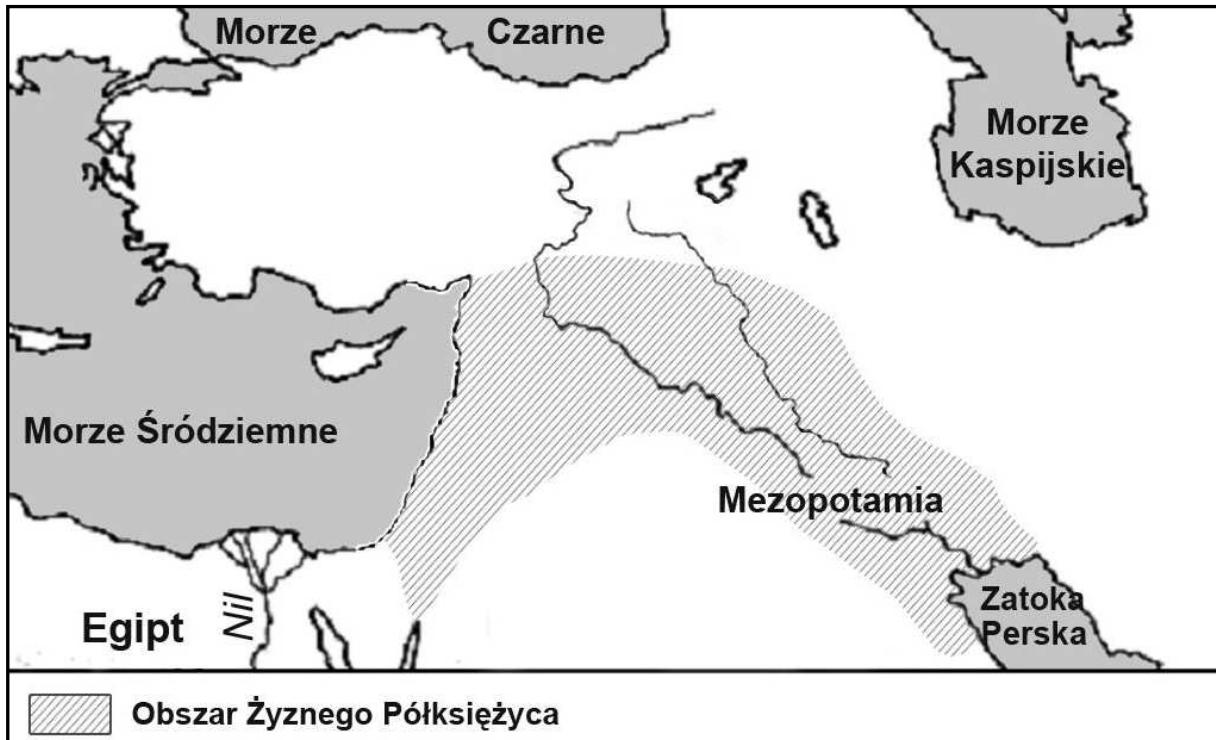 Morze Czarne
Morze
Kaspijskie
Morze Śródziemne
Mezopotamia
Egipt
Nil
Zatoka
Perska
Obszar Żyznego Półksiężyca